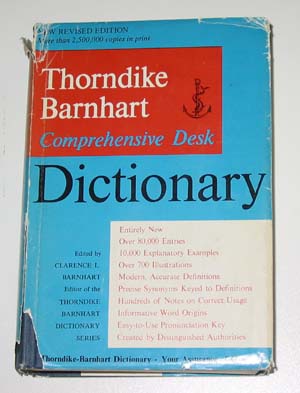 NEW REVISED EDITION
More than 2,500,000 copies in print
Thorndike
Barnhart
Comprehensive Desk
Dictionary
Entirely New
Over 80,000 Entries
10,000 Explanatory Examples
Over 700 Illustrations
Modern, Accurate Definitions
Precise Synonyms Keyed to Definitions
Hundreds of Notes on Correct Usage
Informative Word Origins
Easy-to-Use Pronunciation Key
Created by Distinguished Authorities
Edited by
CLARENCE L.
BARNHART
Editor of the
THORNDIKE
BARNHART
DICTIONARY
SERIES
Thorndike-Barnhart Dictionary - Your Assurance of